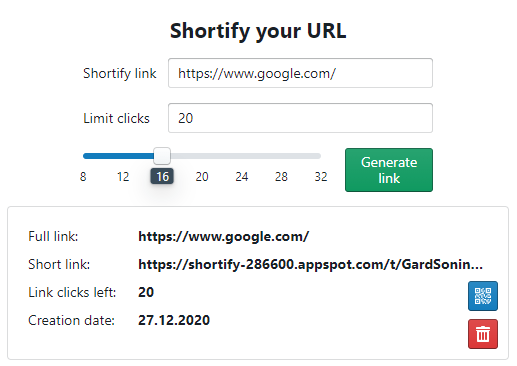 Shortify your URL
Shortify link https://www.google.com/
Limit clicks 20
Generate link
8 12 16 20 24 28 32
Full link: https://www.google.com/
Short link: https://shortify-286600.appspot.com/t/GardSonin...
Link clicks left: 20
Creation date: 27.12.2020